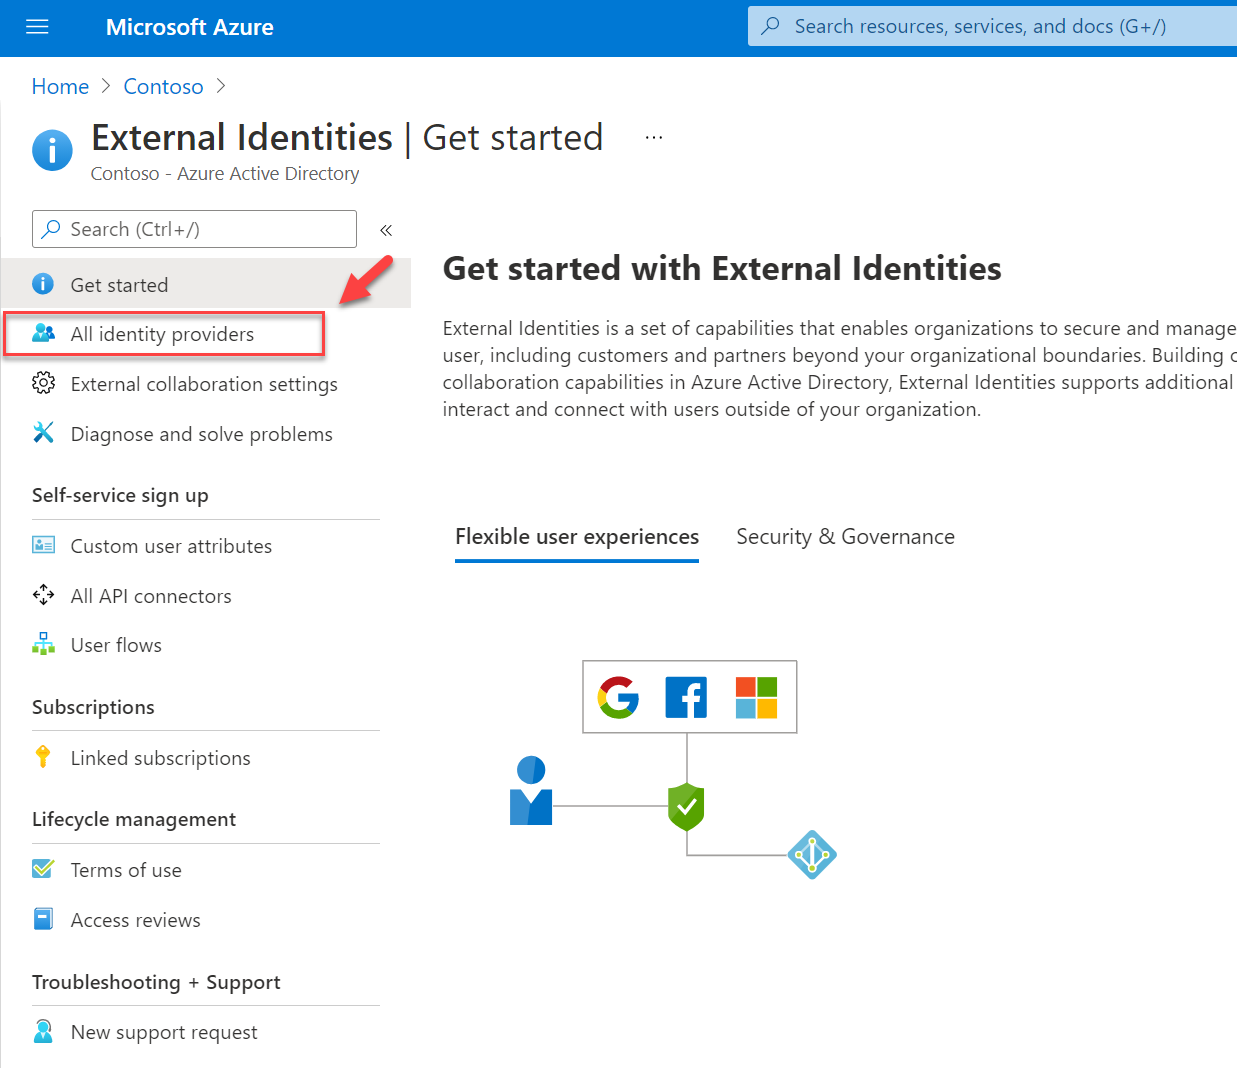 Microsoft Azure
Search resources, services, and docs (G+/)
Home > Contoso >
External Identities | Get started ...
Contoso - Azure Active Directory
Search (Ctrl+/) «
Get started
All identity providers
External collaboration settings
Diagnose and solve problems
Self-service sign up
Custom user attributes
All API connectors
User flows
Subscriptions
Linked subscriptions
Lifecycle management
Terms of use
Access reviews
Troubleshooting + Support
New support request
Get started with External Identities
External Identities is a set of capabilities that enables organizations to secure and manage
user, including customers and partners beyond your organizational boundaries. Building
collaboration capabilities in Azure Active Directory, External Identities supports additional
interact and connect with users outside of your organization.
Flexible user experiences Security & Governance